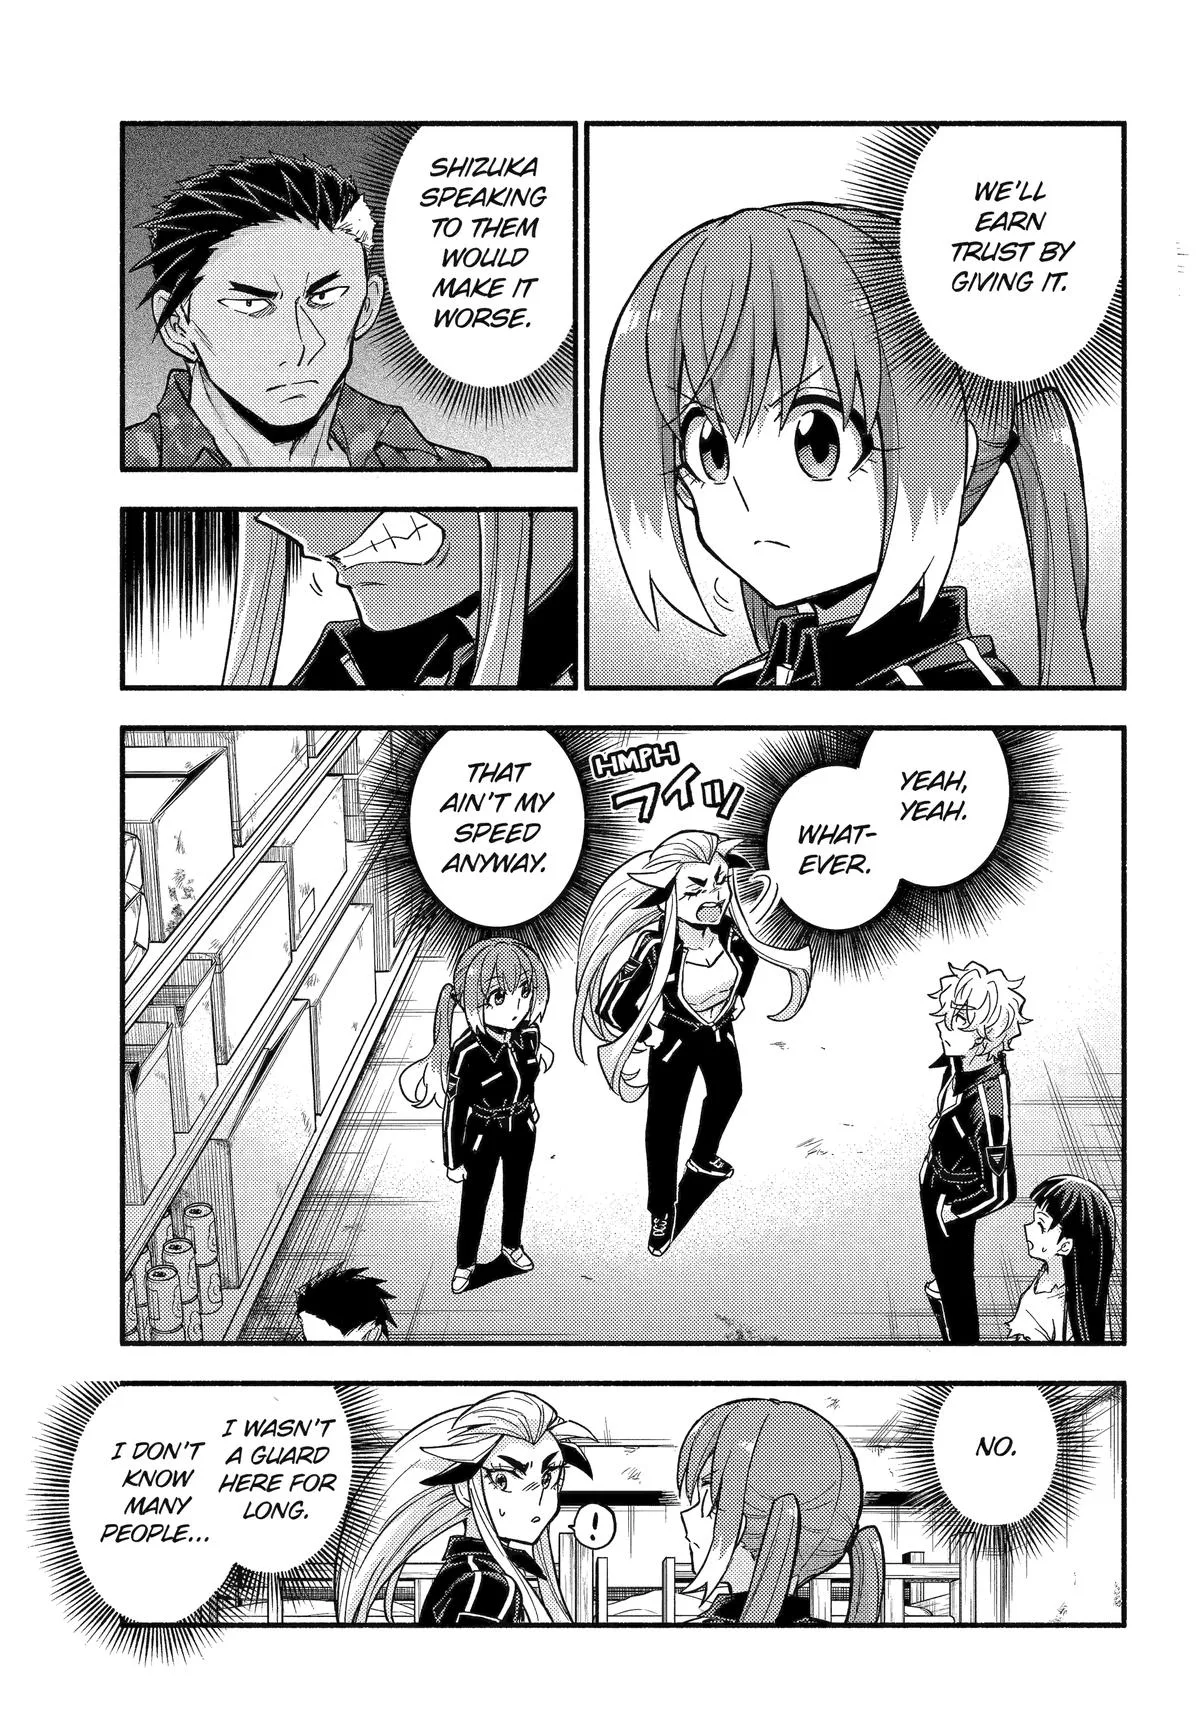 WE'LL
EARN
TRUST BY
GIVING IT.
SHIZUKA
SPEAKING
TO THEM
WOULD
MAKE IT
WORSE.
YEAH,
YEAH.
WHAT-
EVER.
HMPH
フイッ
THAT
AIN'T MY
SPEED
ANYWAY.
NO.
!
I WASN'T
A GUARD
HERE FOR
LONG.
I DON'T
KNOW
MANY
PEOPLE...